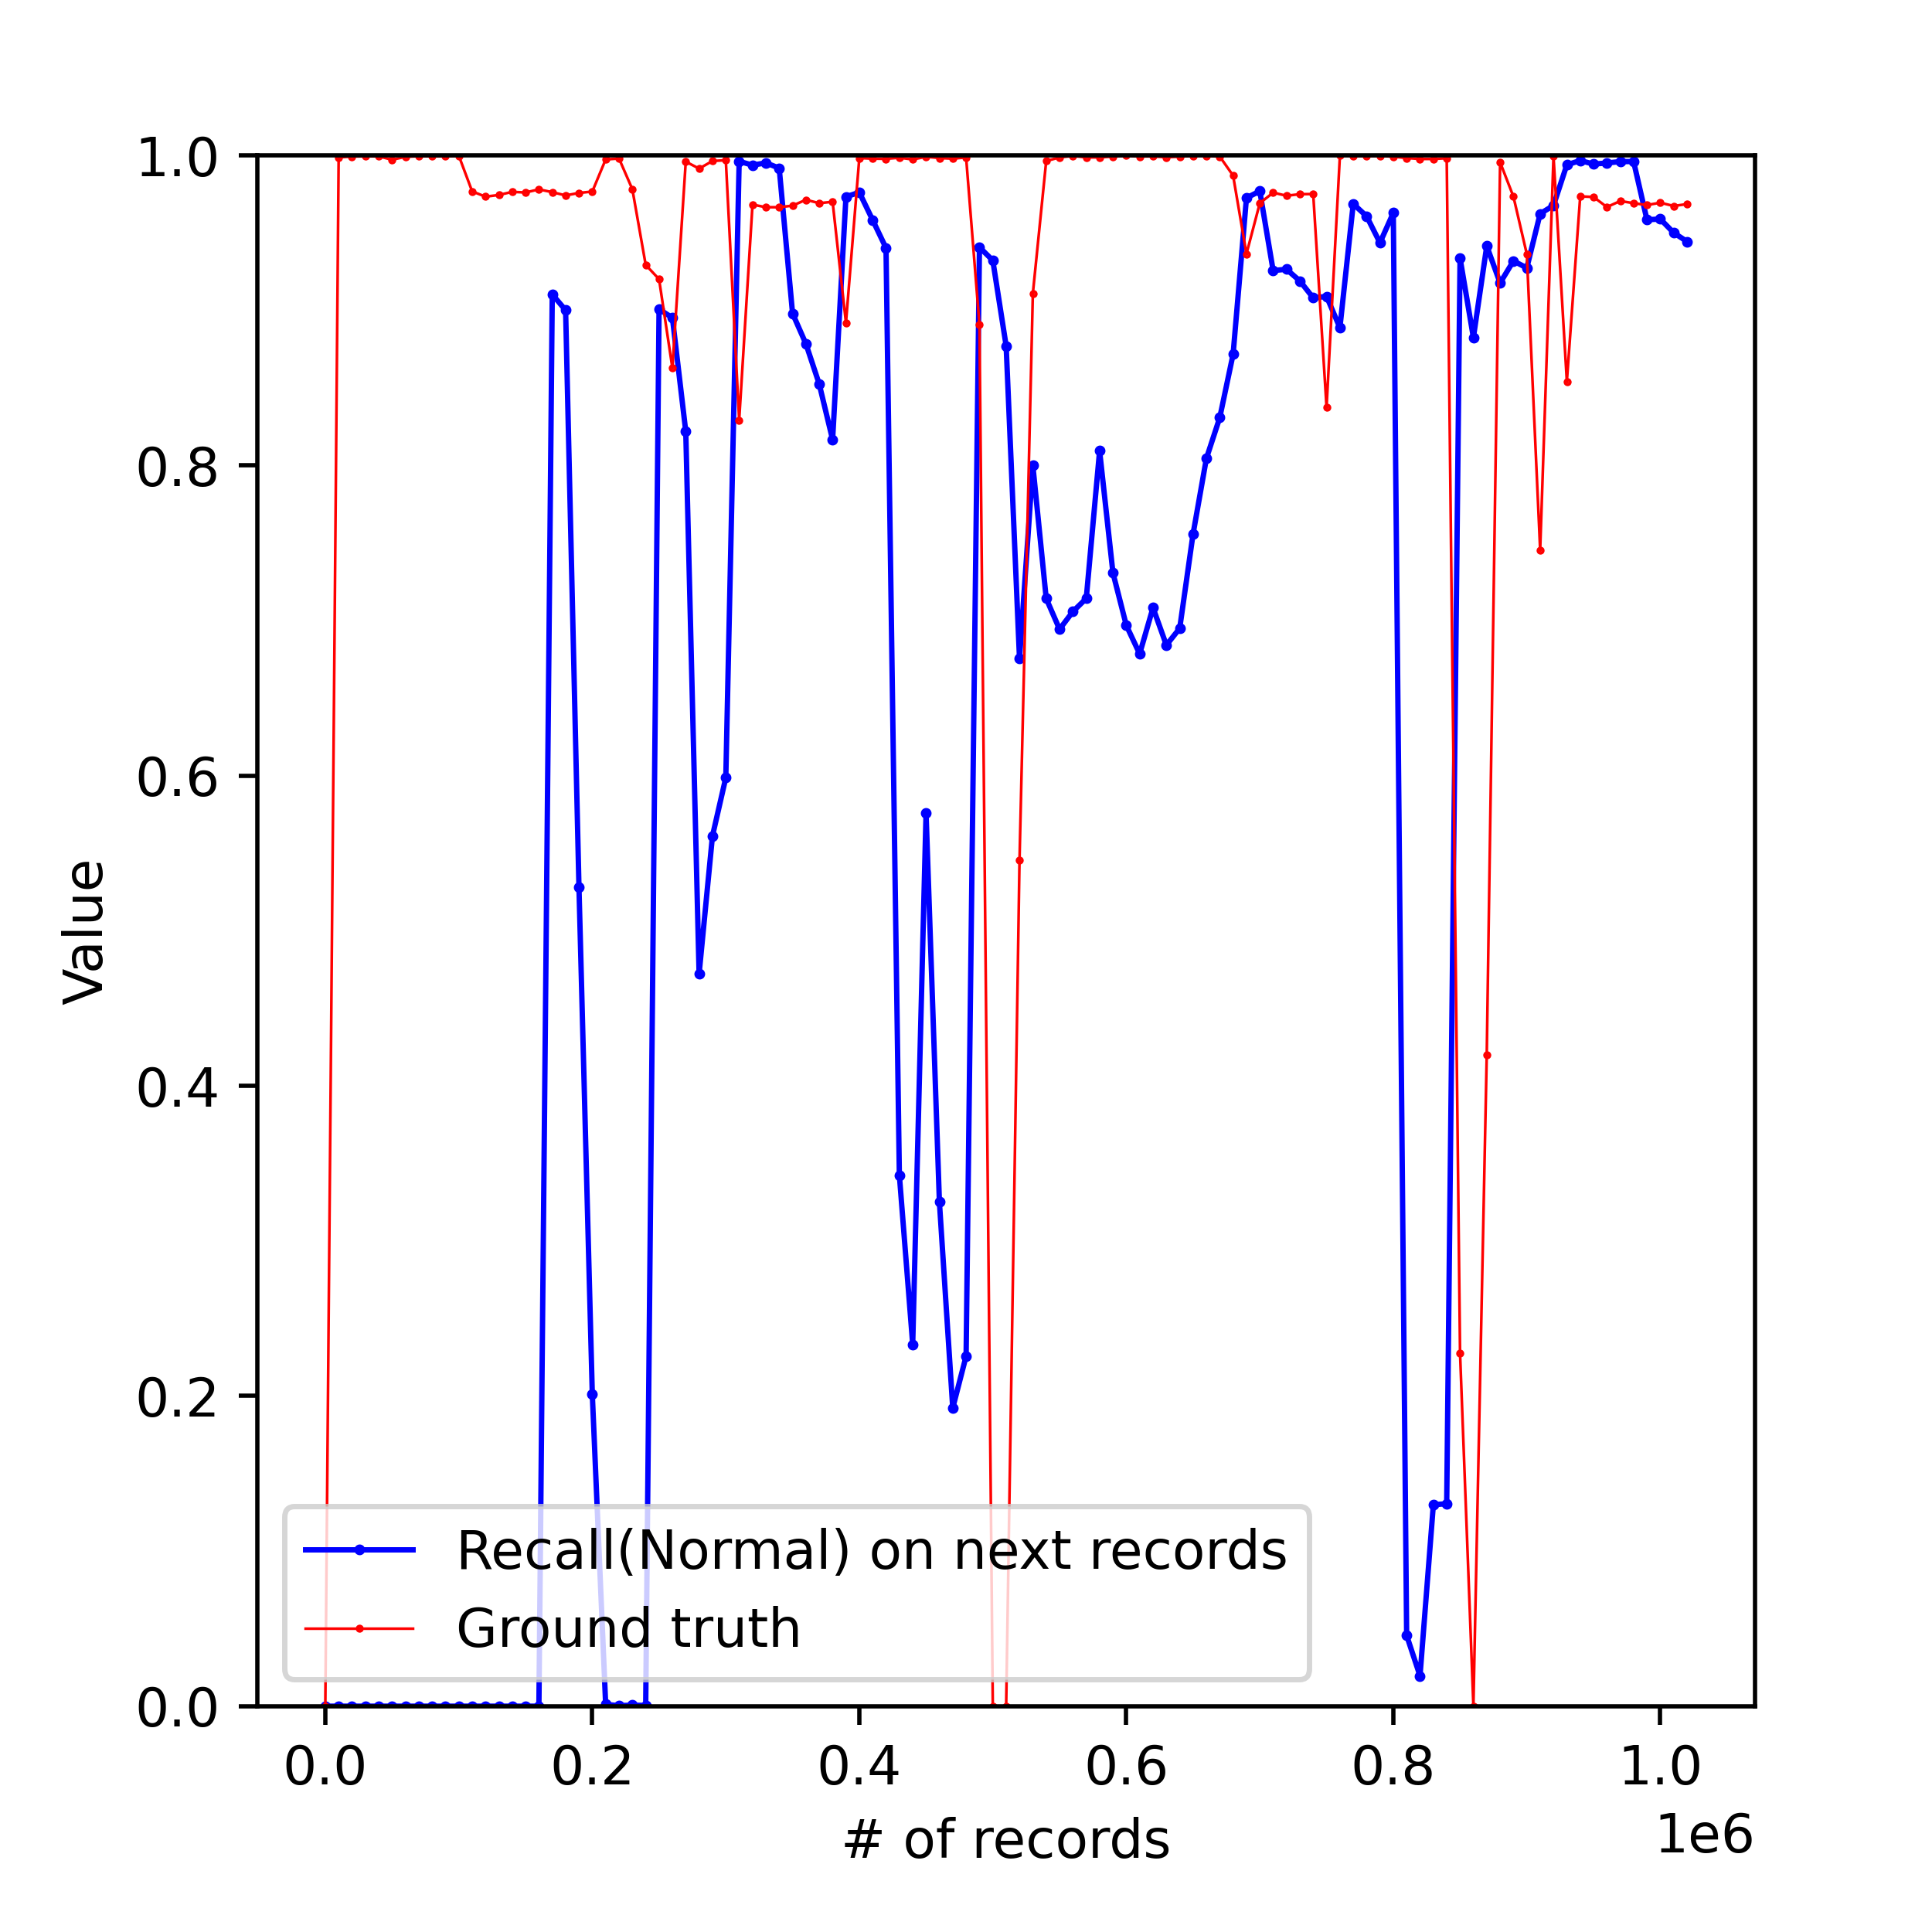 1.0
0.8
0.6
0.4
0.2
0.0
Value
Recall(Normal) on next records
Ground truth
0.0 0.2 0.4 0.6 0.8 1.0
# of records
1e6